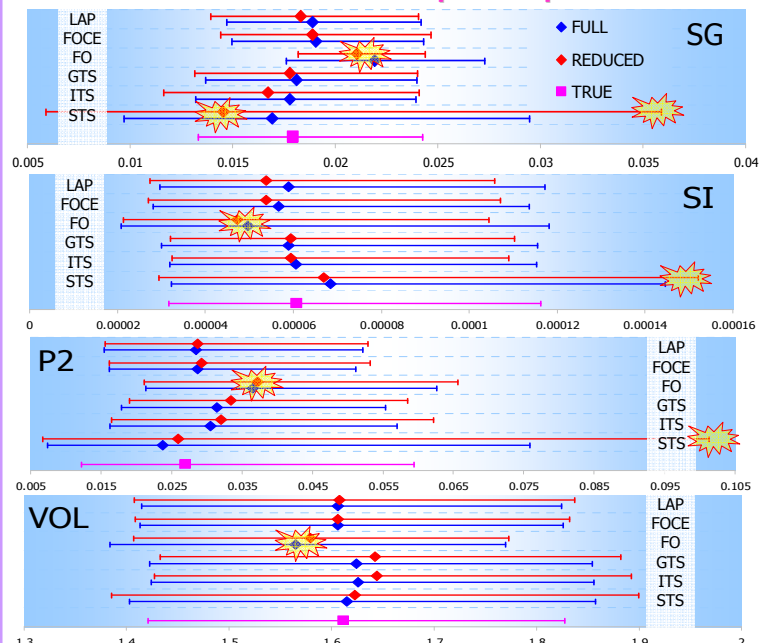 SG
LAP
FOCE
FO
GTS
ITS
STS
FULL
REDUCED
TRUE
0.005 0.01 0.015 0.02 0.025 0.03 0.035 0.04
SI
LAP
FOCE
FO
GTS
ITS
STS
0 0.00002 0.00004 0.00006 0.00008 0.0001 0.00012 0.00014 0.00016
P2
LAP
FOCE
FO
GTS
ITS
STS
0.005 0.015 0.025 0.035 0.045 0.055 0.065 0.075 0.085 0.095 0.105
VOL
LAP
FOCE
FO
GTS
ITS
STS
1.3 1.4 1.5 1.6 1.7 1.8 1.9 2